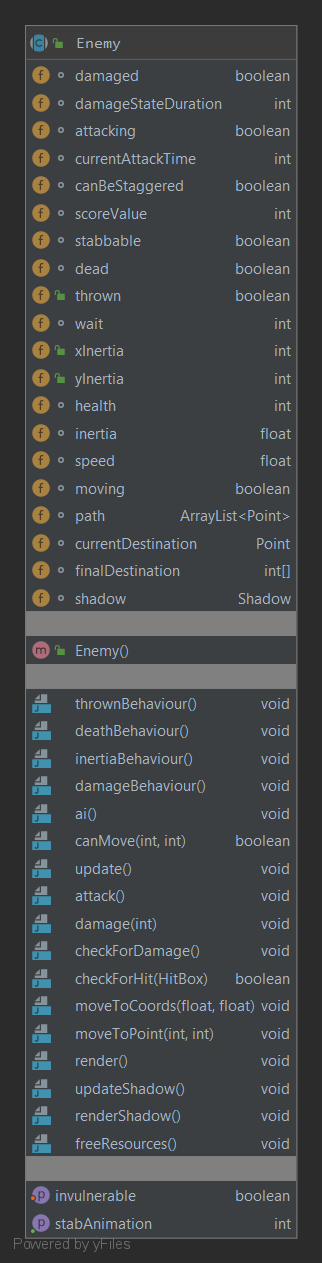 Enemy
damaged boolean
damageStateDuration int
attacking boolean
currentAttackTime int
canBeStaggered boolean
scoreValue int
stabbable boolean
dead boolean
thrown boolean
wait int
xInertia int
yInertia int
health int
inertia float
speed float
moving boolean
path ArrayList<Point>
currentDestination Point
finalDestination int[]
shadow Shadow
Enemy()
thrownBehaviour() void
deathBehaviour() void
inertiaBehaviour() void
damageBehaviour() void
ai() void
canMove(int, int) boolean
update() void
attack() void
damage(int) void
checkForDamage() void
checkForHit(HitBox) boolean
moveToCoords(float, float) void
moveToPoint(int, int) void
render() void
updateShadow() void
renderShadow() void
freeResources() void
invulnerable boolean
stabAnimation int
Powered by yFiles